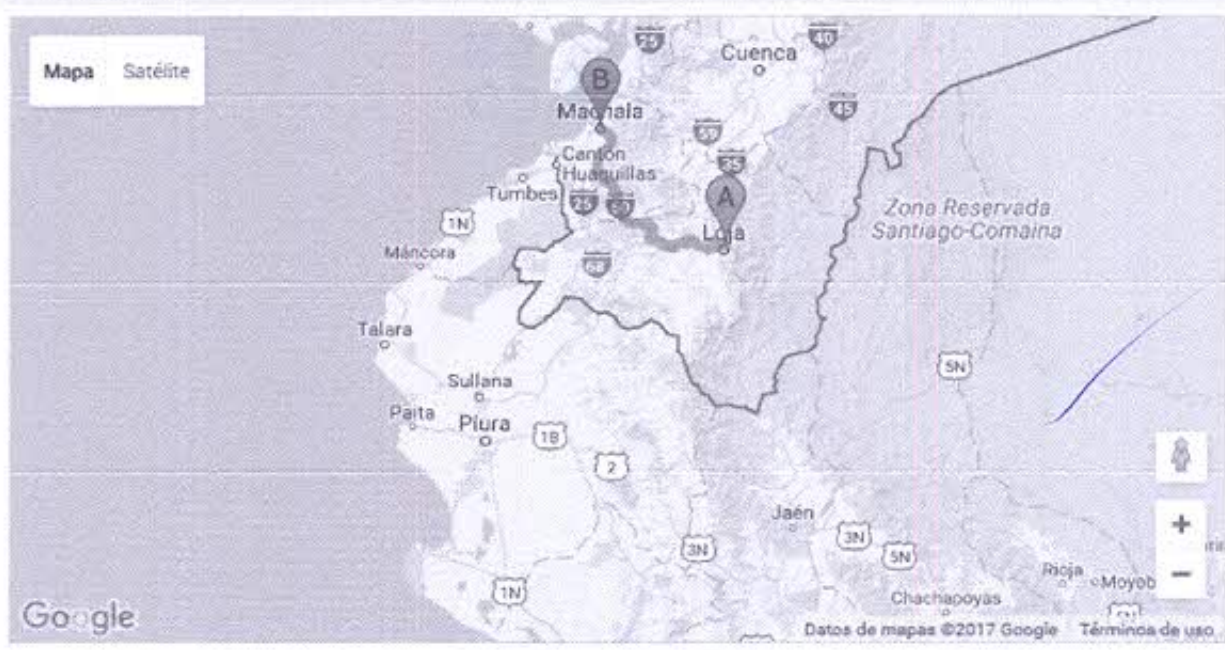 Mapa Satélite
25
Cuenca
40
B
Machala
45
59
35
Cantón
Huaquillas
Tumbes
25
A
Zona Reservada
Santiago-Comaina
1N
Loja
Máncora
68
Talara
5N
Sullana
Paita
Piura
1B
2
Jaén
+
3N
3N
5N
Rioja
Moyob
−
1N
Chachapoyas
Google
Datos de mapas ©2017 Google Términos de uso